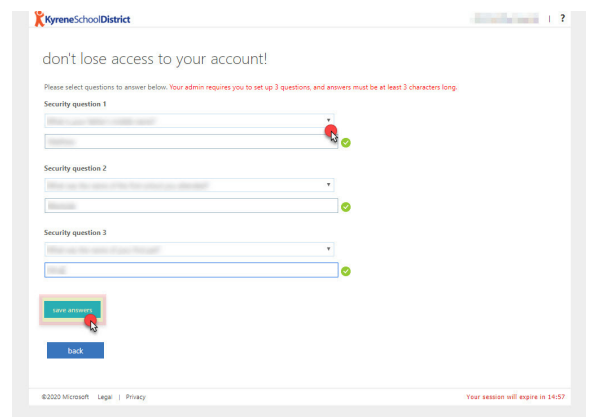 KyreneSchoolDistrict
| ?
don't lose access to your account!
Please select questions to answer below. Your admin requires you to set up 3 questions, and answers must be at least 3 characters long.
Security question 1
Security question 2
Security question 3
save answers
back
©2020 Microsoft Legal | Privacy
Your session will expire in 14:57